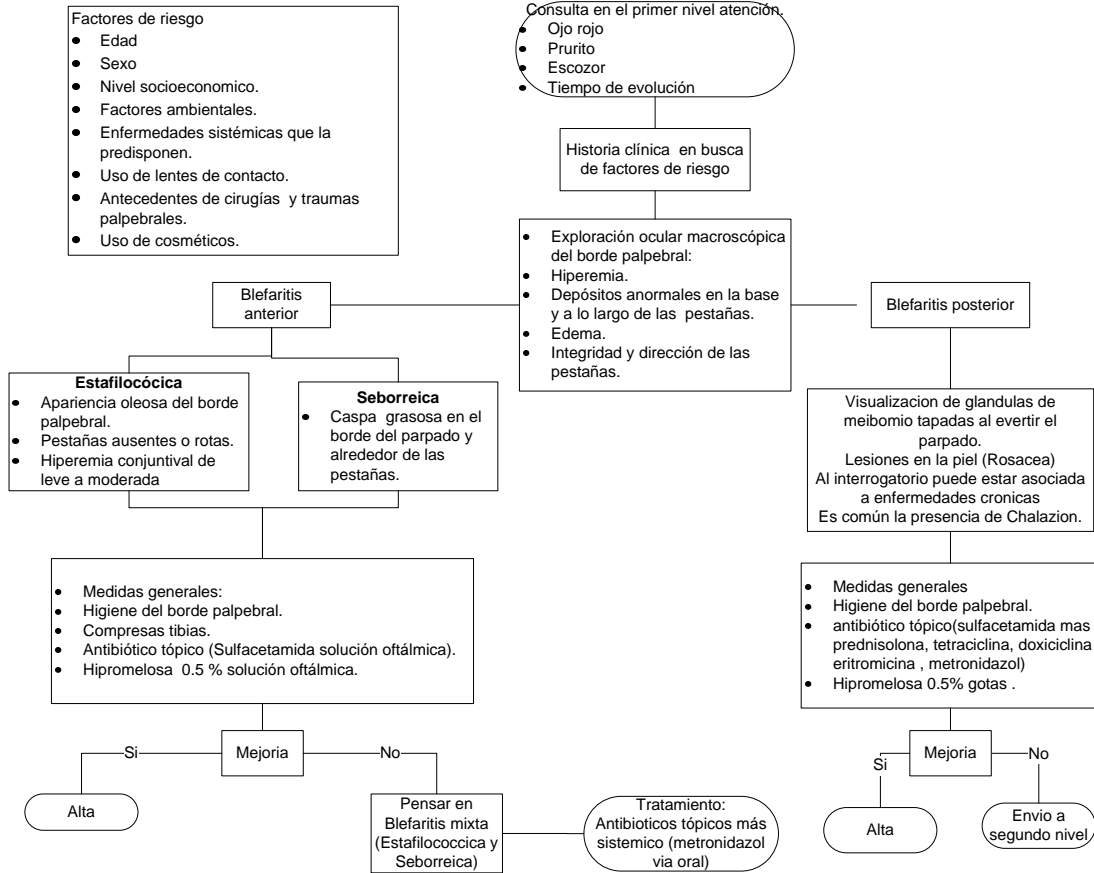 Factores de riesgo
Edad
Sexo
Nivel socioeconomico.
Factores ambientales.
Enfermedades sistémicas que la
predisponen.
Uso de lentes de contacto.
Antecedentes de cirugías y traumas
palpebrales.
Uso de cosméticos.
Consulta en el primer nivel atención.
Ojo rojo
Prurito
Escozor
Tiempo de evolución
Historia clínica en busca
de factores de riesgo
Exploración ocular macroscópica
del borde palpebral:
Hiperemia.
Depósitos anormales en la base
y a lo largo de las pestañas.
Edema.
Integridad y dirección de las
pestañas.
Blefaritis
anterior
Blefaritis posterior
Estafilocócica
Apariencia oleosa del borde
palpebral.
Pestañas ausentes o rotas.
Hiperemia conjuntival de
leve a moderada
Seborreica
Caspa grasosa en el
borde del parpado y
alrededor de las
pestañas.
Visualizacion de glandulas de
meibomio tapadas al evertir el
parpado.
Lesiones en la piel (Rosacea)
Al interrogatorio puede estar asociada
a enfermedades cronicas
Es común la presencia de Chalazion.
Medidas generales:
Higiene del borde palpebral.
Compresas tibias.
Antibiótico tópico (Sulfacetamida solución oftálmica).
Hipromelosa 0.5 % solución oftálmica.
Medidas generales
Higiene del borde palpebral.
antibiótico tópico(sulfacetamida mas
prednisolona, tetraciclina, doxiciclina
eritromicina , metronidazol)
Hipromelosa 0.5% gotas .
Si
Mejoria
No
Alta
Pensar en
Blefaritis mixta
(Estafilococcica y
Seborreica)
Tratamiento:
Antibioticos tópicos más
sistemico (metronidazol
via oral)
Mejoria
Si
No
Alta
Envio a
segundo nivel